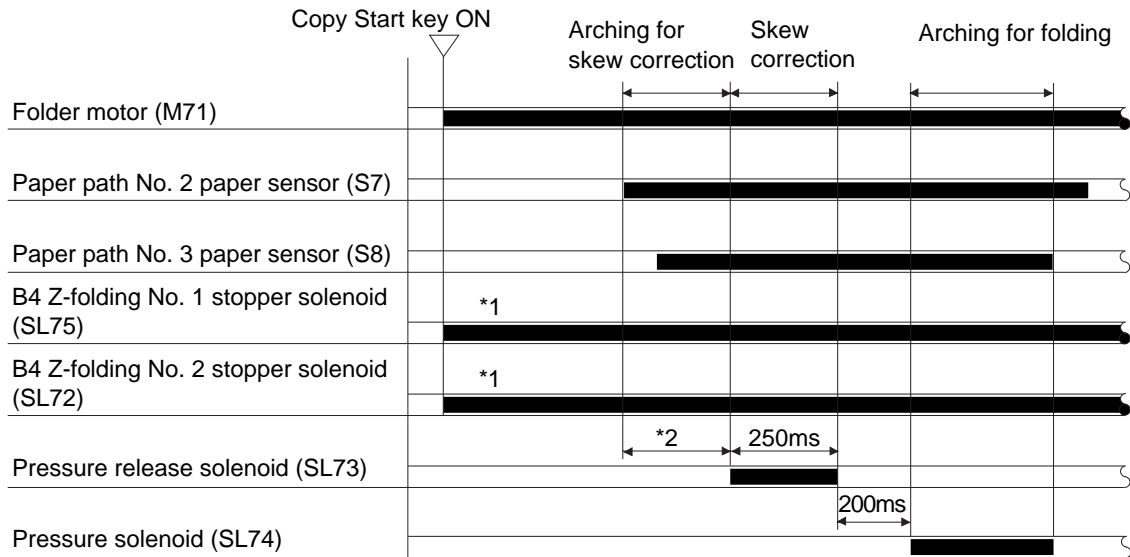 Copy Start key ON
Arching for
skew correction
Skew
correction
Arching for folding
Folder motor (M71)
Paper path No. 2 paper sensor (S7)
Paper path No. 3 paper sensor (S8)
B4 Z-folding No. 1 stopper solenoid
(SL75)
*1
B4 Z-folding No. 2 stopper solenoid
(SL72)
*1
*2
250ms
Pressure release solenoid (SL73)
200ms
Pressure solenoid (SL74)